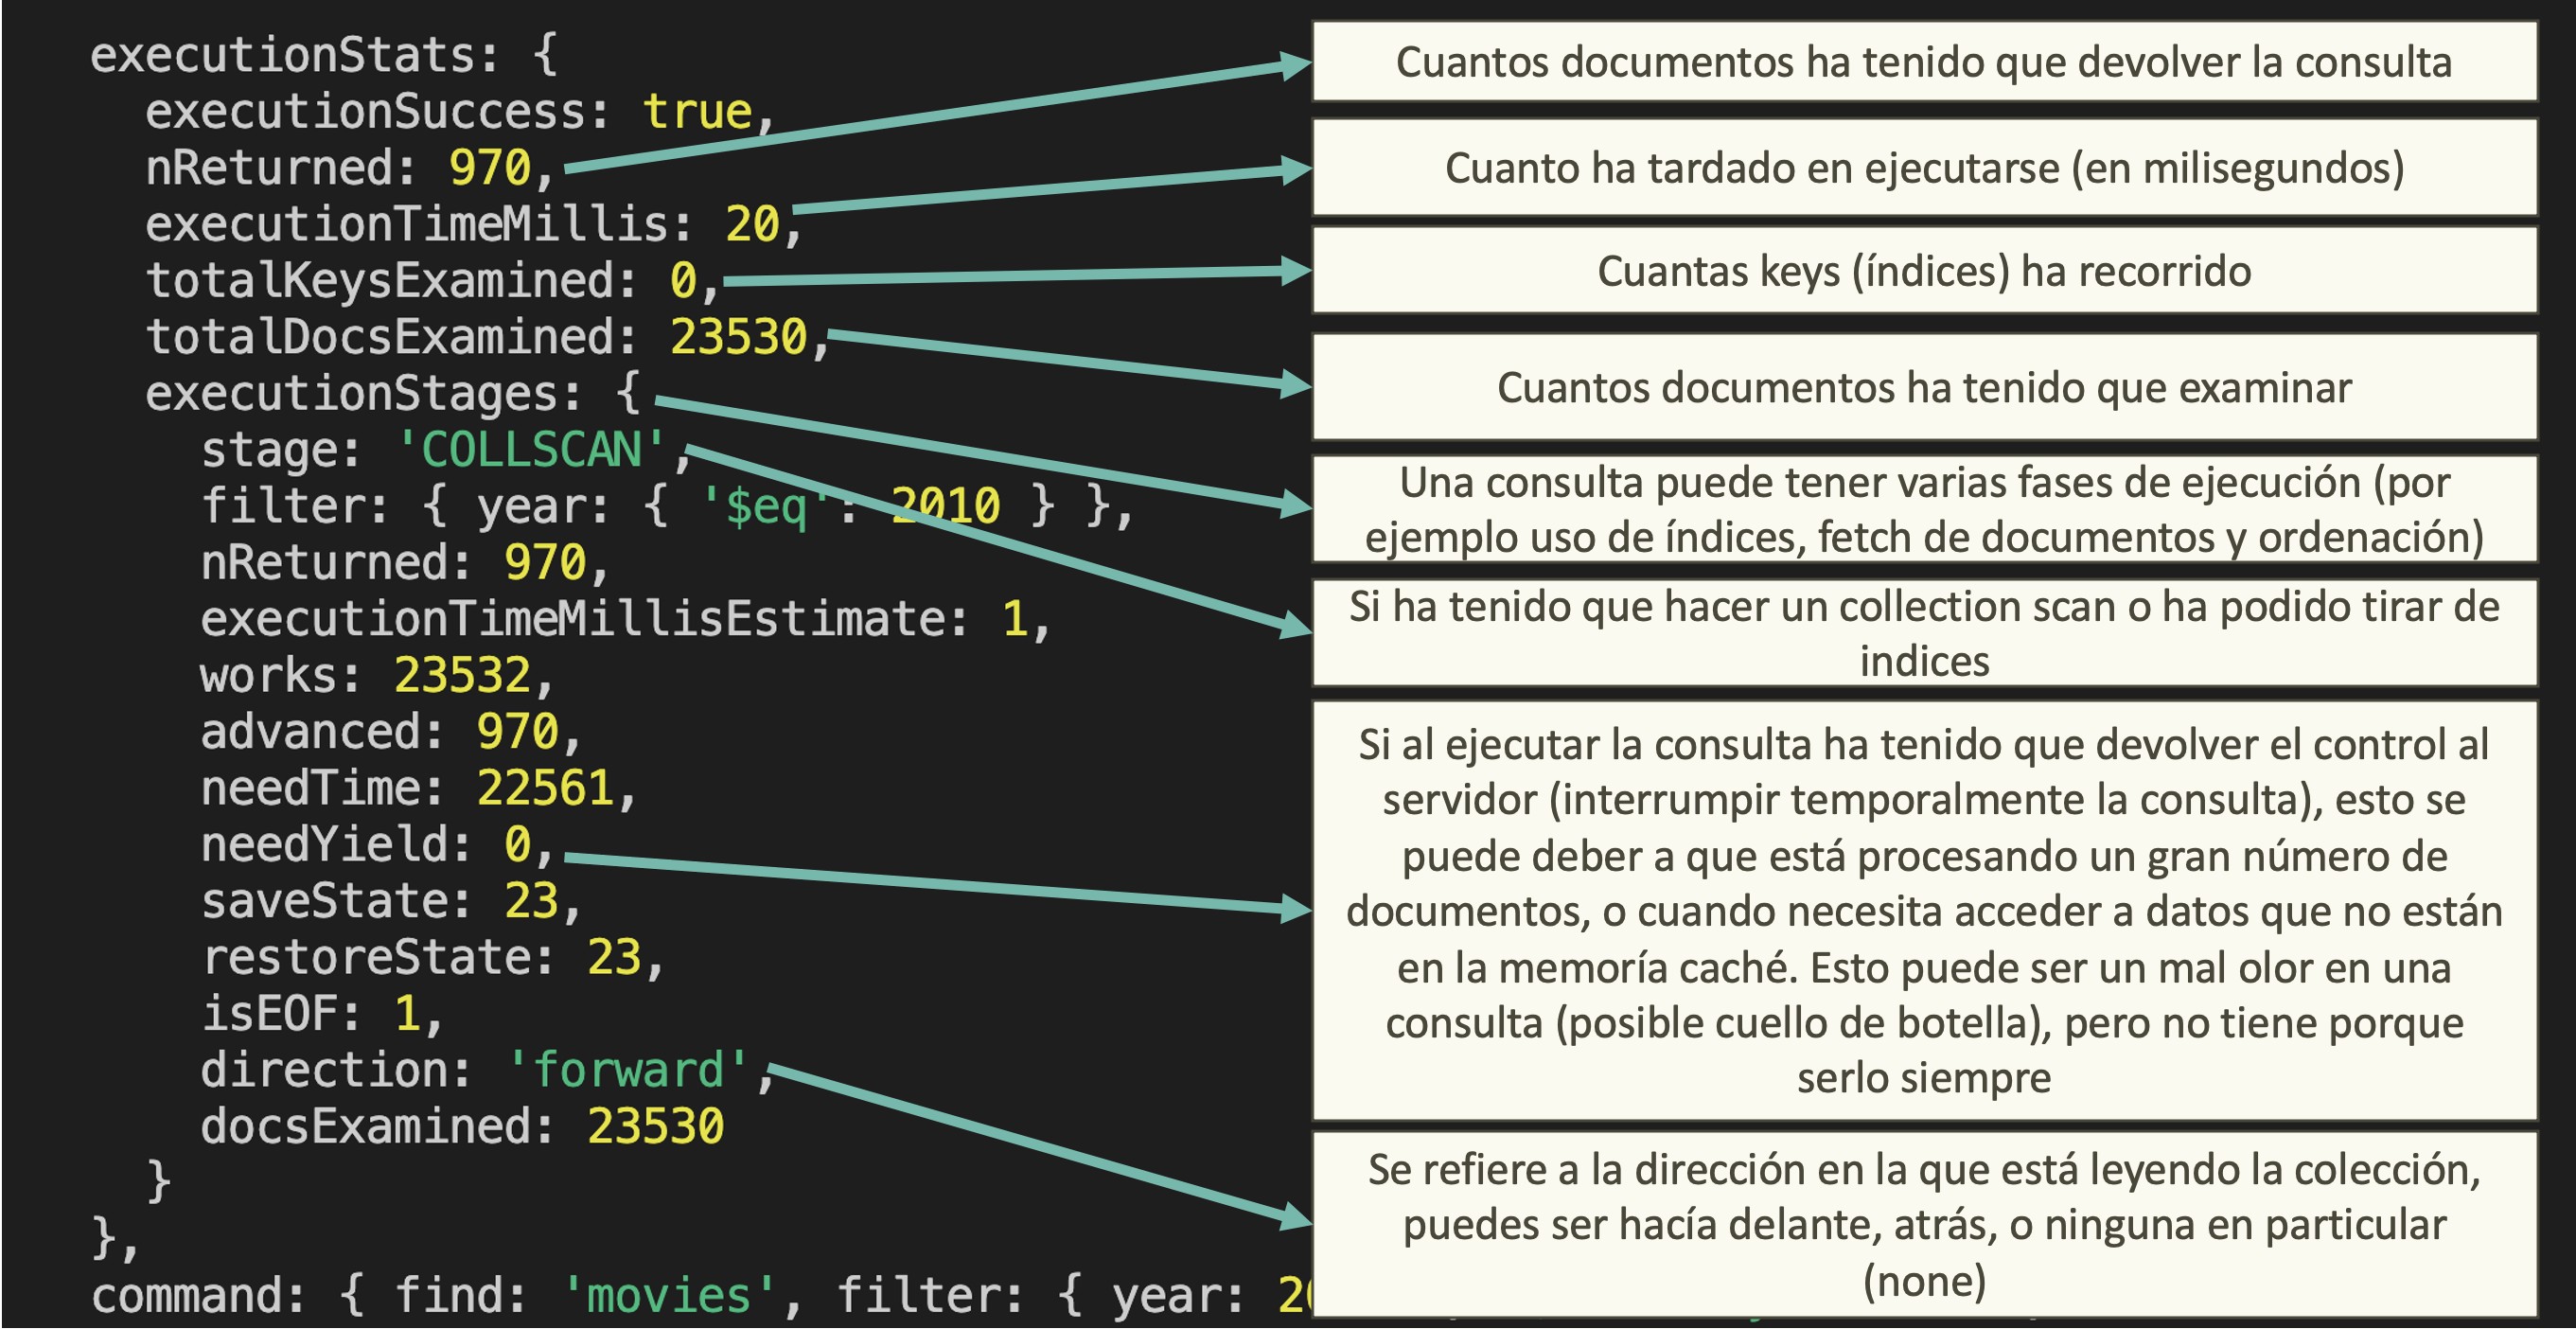 executionStats: {
executionSuccess: true,
nReturned: 970,
executionTimeMillis: 20,
totalKeysExamined: 0,
totalDocsExamined: 23530,
executionStages: {
stage: 'COLLSCAN',
filter: { year: { '$eq': 2010 } },
nReturned: 970,
executionTimeMillisEstimate: 1,
works: 23532,
advanced: 970,
needTime: 22561,
needYield: 0,
saveState: 23,
restoreState: 23,
isEOF: 1,
direction: 'forward',
docsExamined: 23530
}
},
command: { find: 'movies', filter: { year:
Cuantos documentos ha tenido que devolver la consulta
Cuanto ha tardado en ejecutarse (en milisegundos)
Cuantas keys (índices) ha recorrido
Cuantos documentos ha tenido que examinar
Una consulta puede tener varias fases de ejecución (por
ejemplo uso de índices, fetch de documentos y ordenación)
Si ha tenido que hacer un collection scan o ha podido tirar de
indices
Si al ejecutar la consulta ha tenido que devolver el control al
servidor (interrumpir temporalmente la consulta), esto se
puede deber a que está procesando un gran número de
documentos, o cuando necesita acceder a datos que no están
en la memoría caché. Esto puede ser un mal olor en una
consulta (posible cuello de botella), pero no tiene porque
serlo siempre
Se refiere a la dirección en la que está leyendo la colección,
puedes ser hacía delante, atrás, o ninguna en particular
(none)